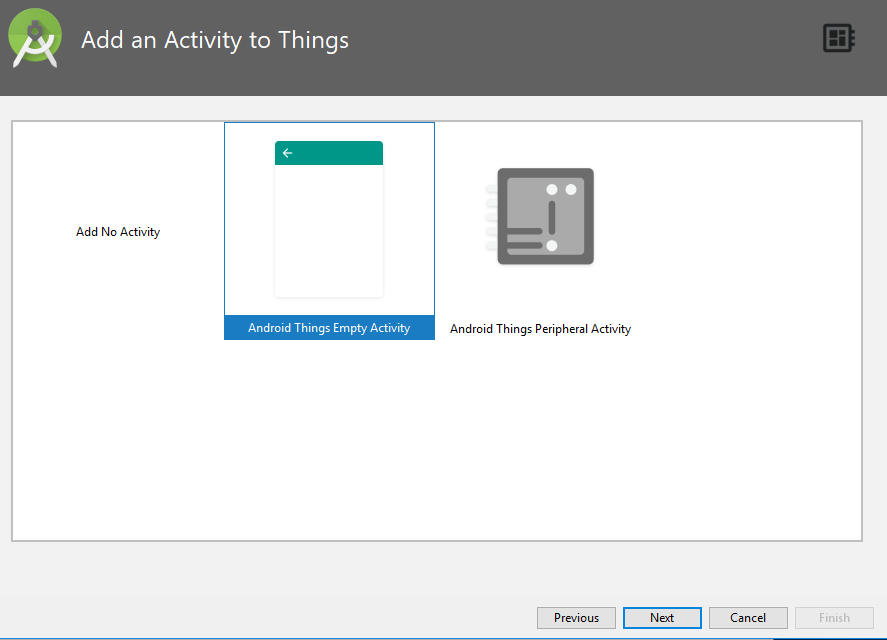 Add an Activity to Things
Add No Activity
Android Things Empty Activity
Android Things Peripheral Activity
Previous
Next
Cancel
Finish